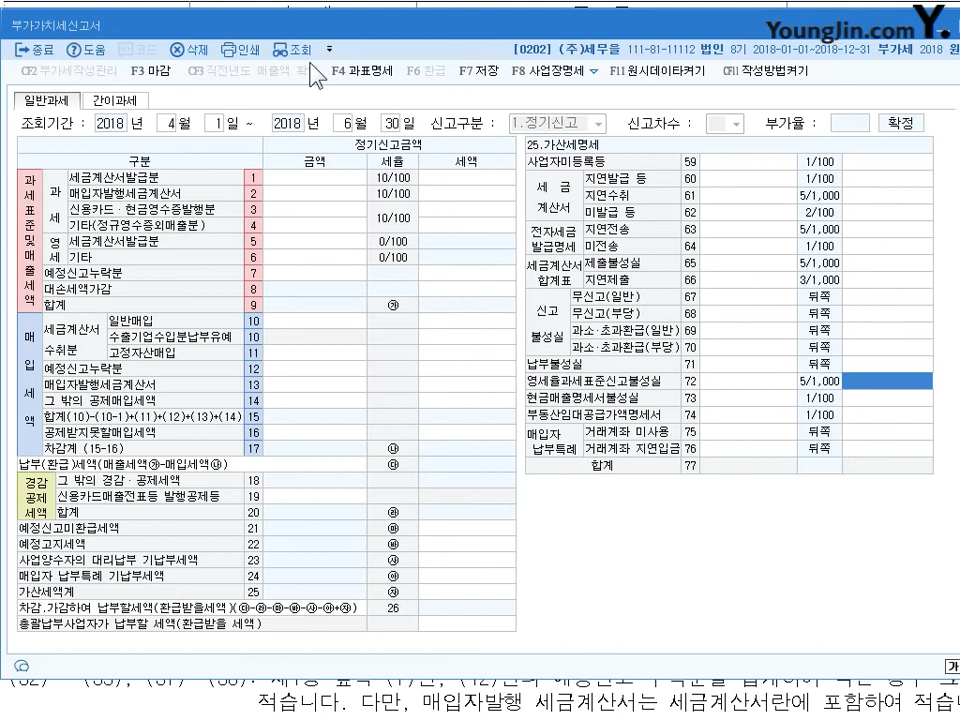 부가가치세신고서
YoungJin.com Y.
종료 도움 코드 삭제 인쇄 조회
[0202] (주)세무을 111-81-11112 법인 8기 2018-01-01~2018-12-31 부가세 2018 원
CF2 부가세작성관리 F3 마감 CF3 직전년도 매출액 확 F4 과표명세 F6 환급 F7 저장 F8 사업장명세 F11 원시데이타켜기 CF11 작성방법켜기
일반과세 간이과세
조회기간 : 2018 년 4 월 1 일 ~ 2018 년 6 월 30 일 신고구분 : 1.정기신고 신고차수 : 부가율 : 확정
정기신고금액
구분 금액 세율 세액
과세표준및매출세액
과세 세금계산서발급분 1 10/100
매입자발행세금계산서 2 10/100
신용카드·현금영수증발행분 3 10/100
기타(정규영수증외매출분) 4
영세 세금계산서발급분 5 0/100
기타 6 0/100
예정신고누락분 7
대손세액가감 8
합계 9 ㉮
매입세액
세금계산서 수취분 일반매입 10
수출기업수입분납부유예 10
고정자산매입 11
예정신고누락분 12
매입자발행세금계산서 13
그 밖의 공제매입세액 14
합계(10)-(10-1)+(11)+(12)+(13)+(14) 15
공제받지못할매입세액 16
차감계 (15-16) 17 ㉯
납부(환급)세액(매출세액㉮-매입세액㉯) ㉰
경감공제세액
그 밖의 경감·공제세액 18
신용카드매출전표등 발행공제등 19
합계 20 ㉱
예정신고미환급세액 21 ㉲
예정고지세액 22 ㉳
사업양수자의 대리납부 기납부세액 23 ㉴
매입자 납부특례 기납부세액 24 ㉵
가산세액계 25 ㉶
차감.가감하여 납부할세액(환급받을세액)(㉰-㉱-㉲-㉳-㉴-㉵+㉶) 26
총괄납부사업자가 납부할 세액(환급받을 세액)
25.가산세명세
사업자미등록등 59 1/100
세 금 계산서 지연발급 등 60 1/100
지연수취 61 5/1,000
미발급 등 62 2/100
전자세금 발급명세 지연전송 63 5/1,000
미전송 64 1/100
세금계산서 합계표 제출불성실 65 5/1,000
지연제출 66 3/1,000
신고 불성실 무신고(일반) 67 뒤쪽
무신고(부당) 68 뒤쪽
과소·초과환급(일반) 69 뒤쪽
과소·초과환급(부당) 70 뒤쪽
납부불성실 71 뒤쪽
영세율과세표준신고불성실 72 5/1,000
현금매출명세서불성실 73 1/100
부동산임대공급가액명세서 74 1/100
매입자 납부특례 거래계좌 미사용 75 뒤쪽
거래계좌 지연입금 76 뒤쪽
합계 77
적습니다. 다만, 매입자발행 세금계산서는 세금계산서란에 포함하여 적습니